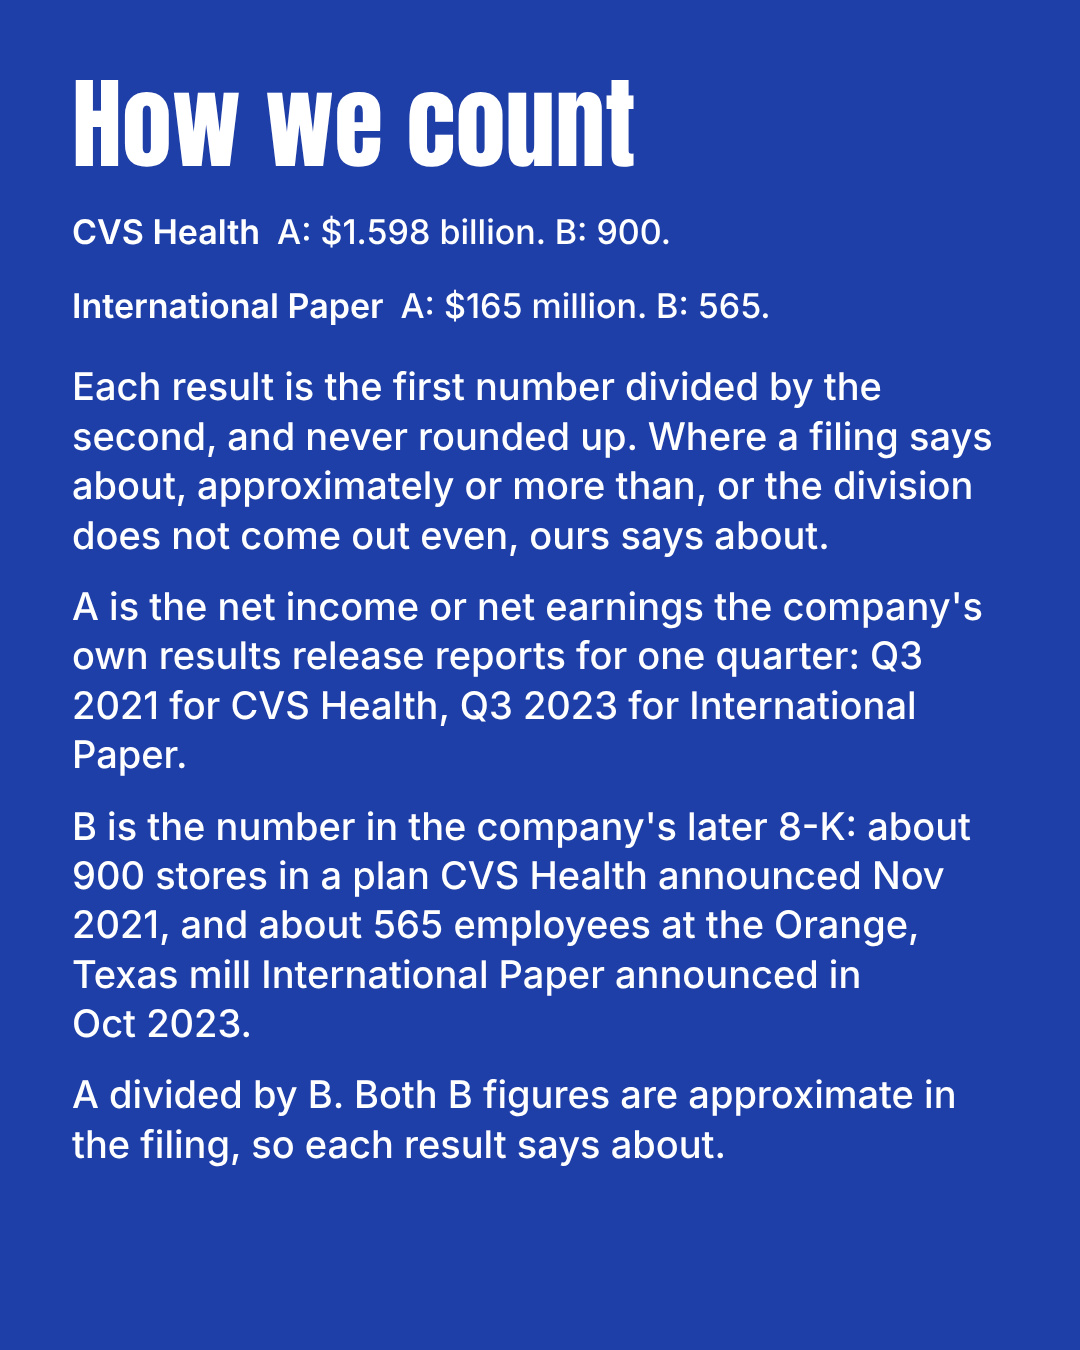 How we count
CVS Health A: $1.598 billion. B: 900.
International Paper A: $165 million. B: 565.
Each result is the first number divided by the
second, and never rounded up. Where a filing says
about, approximately or more than, or the division
does not come out even, ours says about.
A is the net income or net earnings the company's
own results release reports for one quarter: Q3
2021 for CVS Health, Q3 2023 for International
Paper.
B is the number in the company's later 8-K: about
900 stores in a plan CVS Health announced Nov
2021, and about 565 employees at the Orange,
Texas mill International Paper announced in
Oct 2023.
A divided by B. Both B figures are approximate in
the filing, so each result says about.